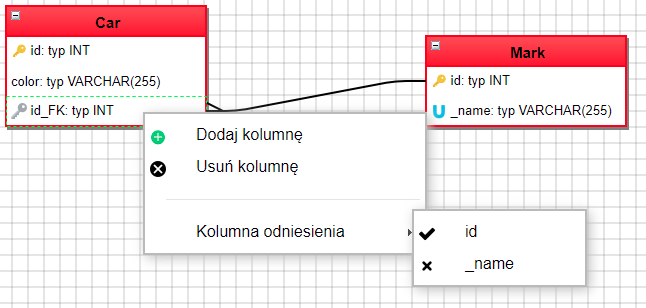 Car
id: typ INT
color: typ VARCHAR(255)
id_FK: typ INT
Mark
id: typ INT
U _name: typ VARCHAR(255)
Dodaj kolumnę
Usuń kolumnę
Kolumna odniesienia
id
_name